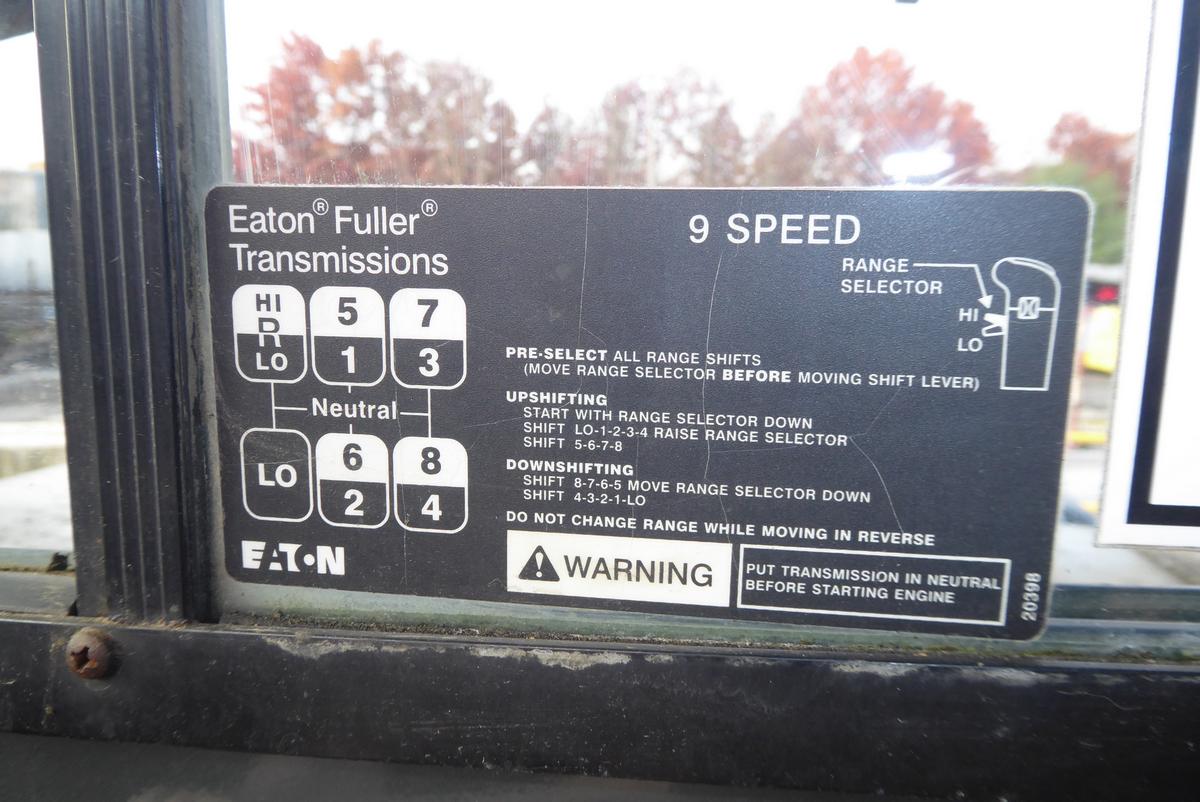 Eaton® Fuller®
Transmissions
9 SPEED
RANGE
SELECTOR
HI
LO
HI
R
LO
5
1
7
3
Neutral
LO
6
2
8
4
EATON
PRE-SELECT ALL RANGE SHIFTS
(MOVE RANGE SELECTOR BEFORE MOVING SHIFT LEVER)
UPSHIFTING
START WITH RANGE SELECTOR DOWN
SHIFT LO-1-2-3-4 RAISE RANGE SELECTOR
SHIFT 5-6-7-8
DOWNSHIFTING
SHIFT 8-7-6-5 MOVE RANGE SELECTOR DOWN
SHIFT 4-3-2-1-LO
DO NOT CHANGE RANGE WHILE MOVING IN REVERSE
WARNING
PUT TRANSMISSION IN NEUTRAL
BEFORE STARTING ENGINE
20398